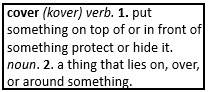 cover (kover) verb. 1. put
something on top of or in front of
something protect or hide it.
noun. 2. a thing that lies on, over,
or around something.